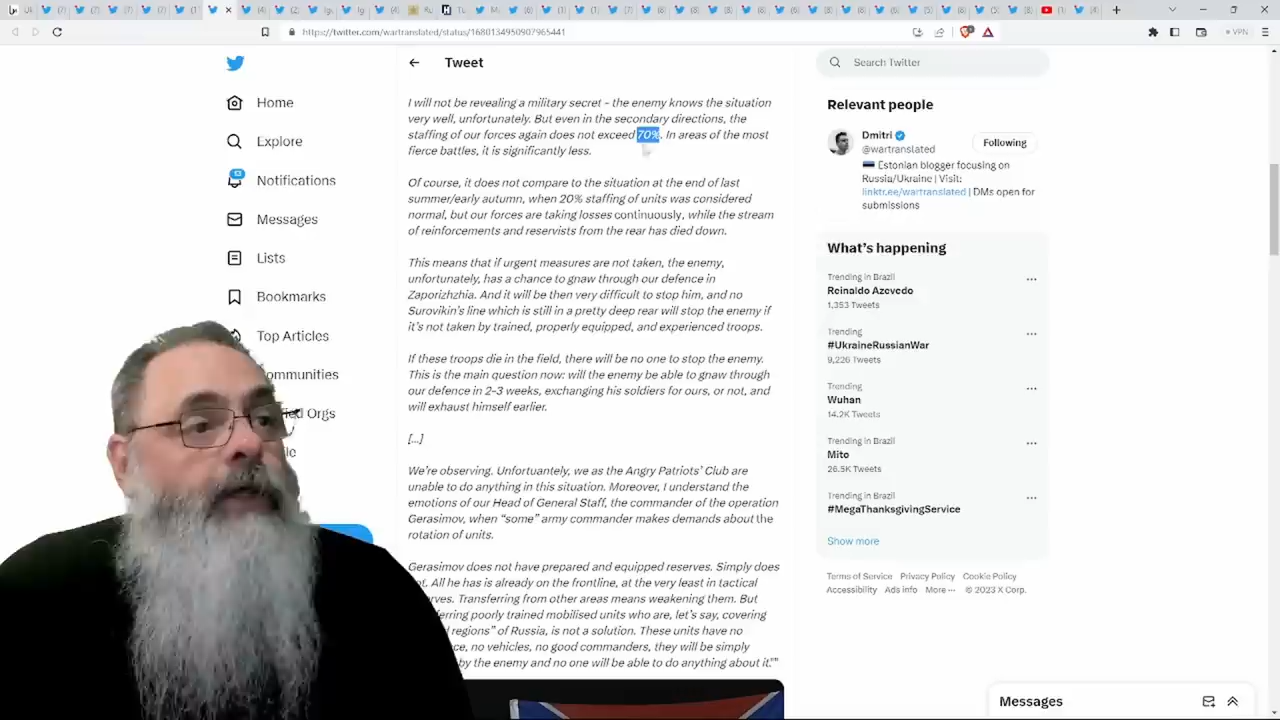 https://twitter.com/wartranslated/status/1680134950907965441
VPN
Home
Explore
Notifications
Messages
Lists
Bookmarks
Top Articles
Tweet
I will not be revealing a military secret - the enemy knows the situation
very well, unfortunately. But even in the secondary directions, the
staffing of our forces again does not exceed 70%. In areas of the most
fierce battles, it is significantly less.
Of course, it does not compare to the situation at the end of last
summer/early autumn, when 20% staffing of units was considered
normal, but our forces are taking losses continuously, while the stream
of reinforcements and reservists from the rear has died down.
This means that if urgent measures are not taken, the enemy,
unfortunately, has a chance to gnaw through our defence in
Zaporizhzhia. And it will be then very difficult to stop him, and no
Surovikin's line which is still in a pretty deep rear will stop the enemy if
it's not taken by trained, properly equipped, and experienced troops.
If these troops die in the field, there will be no one to stop the enemy.
This is the main question now: will the enemy be able to gnaw through
our defence in 2-3 weeks, exchanging his soldiers for ours, or not, and
will exhaust himself earlier.
[...]
We're observing. Unfortuantely, we as the Angry Patriots' Club are
unable to do anything in this situation. Moreover, I understand the
emotions of our Head of General Staff, the commander of the operation
Gerasimov, when "some" army commander makes demands about the
rotation of units.
Gerasimov does not have prepared and equipped reserves. Simply does
All he has is already on the frontline, at the very least in tactical
Transferring from other areas means weakening them. But
poorly trained mobilised units who are, let's say, covering
regions" of Russia, is not a solution. These units have no
no vehicles, no good commanders, they will be simply
by the enemy and no one will be able to do anything about it.'"
Search Twitter
Relevant people
Dmitri
@wartranslated
Following
Estonian blogger focusing on
Russia/Ukraine | Visit:
linktr.ee/wartranslated | DMs open for
submissions
What's happening
Trending in Brazil
Reinaldo Azevedo
1,353 Tweets
Trending
#UkraineRussianWar
9,226 Tweets
Trending
Wuhan
14.2K Tweets
Trending in Brazil
Mito
26.5K Tweets
Trending in Brazil
#MegaThanksgivingService
Show more
Terms of Service Privacy Policy Cookie Policy
Accessibility Ads info More ··· © 2023 X Corp.
Messages